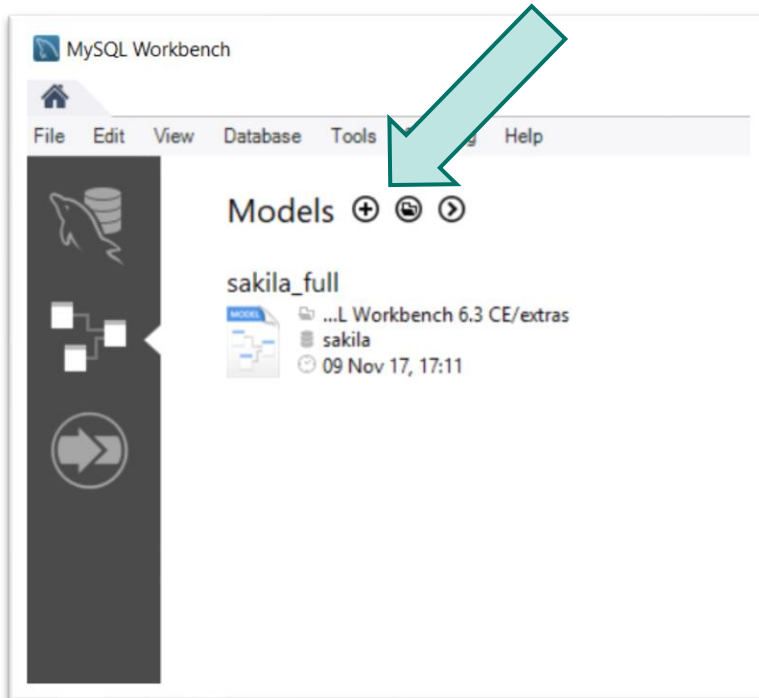 MySQL Workbench
File Edit View Database Tools Help
Models
sakila_full
MODEL
...L Workbench 6.3 CE/extras
sakila
09 Nov 17, 17:11